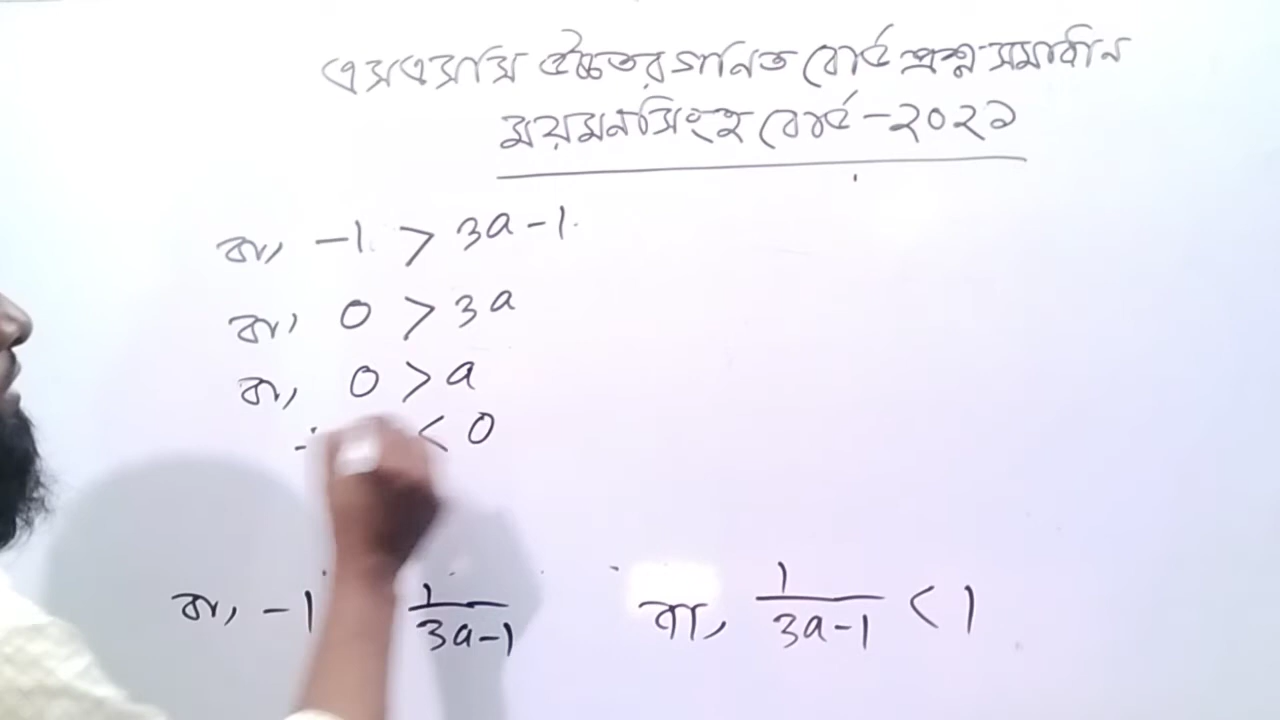 এসএসসি উচ্চতর গনিত বোর্ড প্রশ্ন সমাধান
ময়মনসিংহ বোর্ড - ২০২১
বা, -1 > 3a - 1
বা, 0 > 3a
বা, 0 > a
∴ < 0
বা, -1 1/(3a-1) বা, 1/(3a-1) < 1